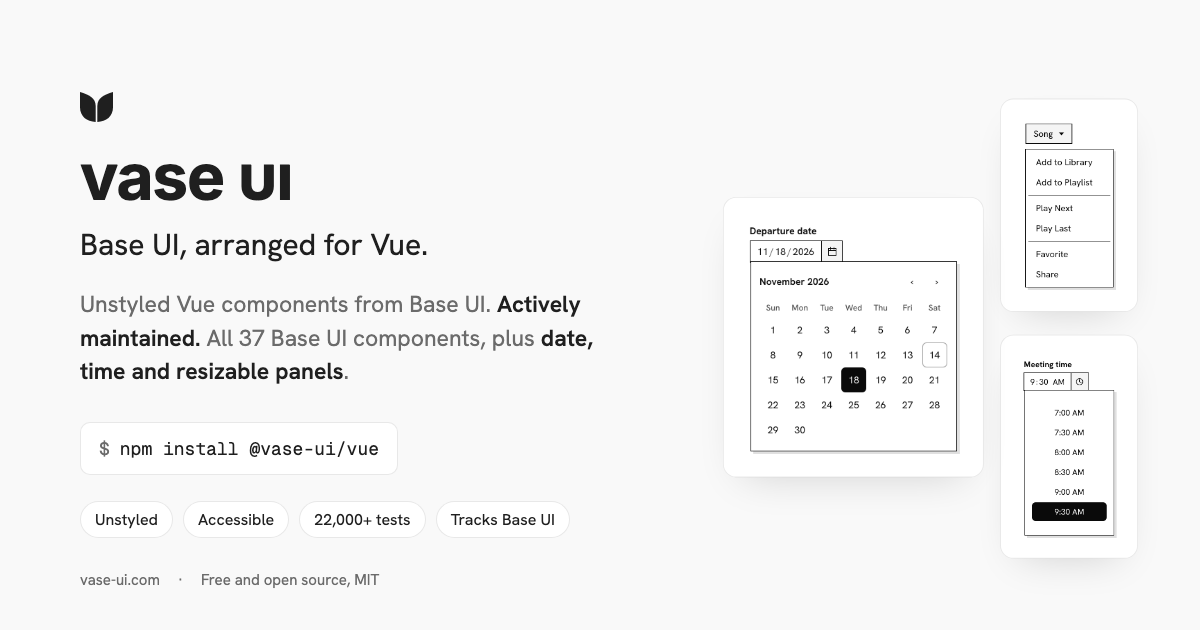 vase ui
Base UI, arranged for Vue.
Unstyled Vue components from Base UI. Actively
maintained. All 37 Base UI components, plus date,
time and resizable panels.
$ npm install @vase-ui/vue
Unstyled
Accessible
22,000+ tests
Tracks Base UI
vase-ui.com · Free and open source, MIT
Departure date
11/18/2026
November 2026
‹ ›
Sun Mon Tue Wed Thu Fri Sat
1 2 3 4 5 6 7
8 9 10 11 12 13 14
15 16 17 18 19 20 21
22 23 24 25 26 27 28
29 30
Song
Add to Library
Add to Playlist
Play Next
Play Last
Favorite
Share
Meeting time
9:30 AM
7:00 AM
7:30 AM
8:00 AM
8:30 AM
9:00 AM
9:30 AM